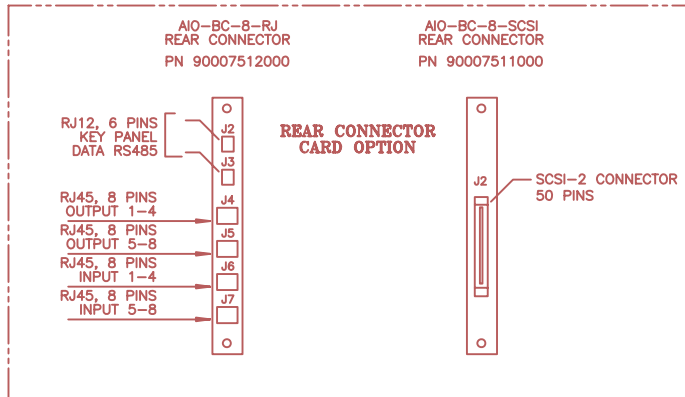 AIO-BC-8-RJ
REAR CONNECTOR
PN 90007512000
AIO-BC-8-SCSI
REAR CONNECTOR
PN 90007511000
REAR CONNECTOR
CARD OPTION
RJ12, 6 PINS
KEY PANEL
DATA RS485
J2
J3
RJ45, 8 PINS
OUTPUT 1-4
J4
RJ45, 8 PINS
OUTPUT 5-8
J5
RJ45, 8 PINS
INPUT 1-4
J6
RJ45, 8 PINS
INPUT 5-8
J7
J2
SCSI-2 CONNECTOR
50 PINS